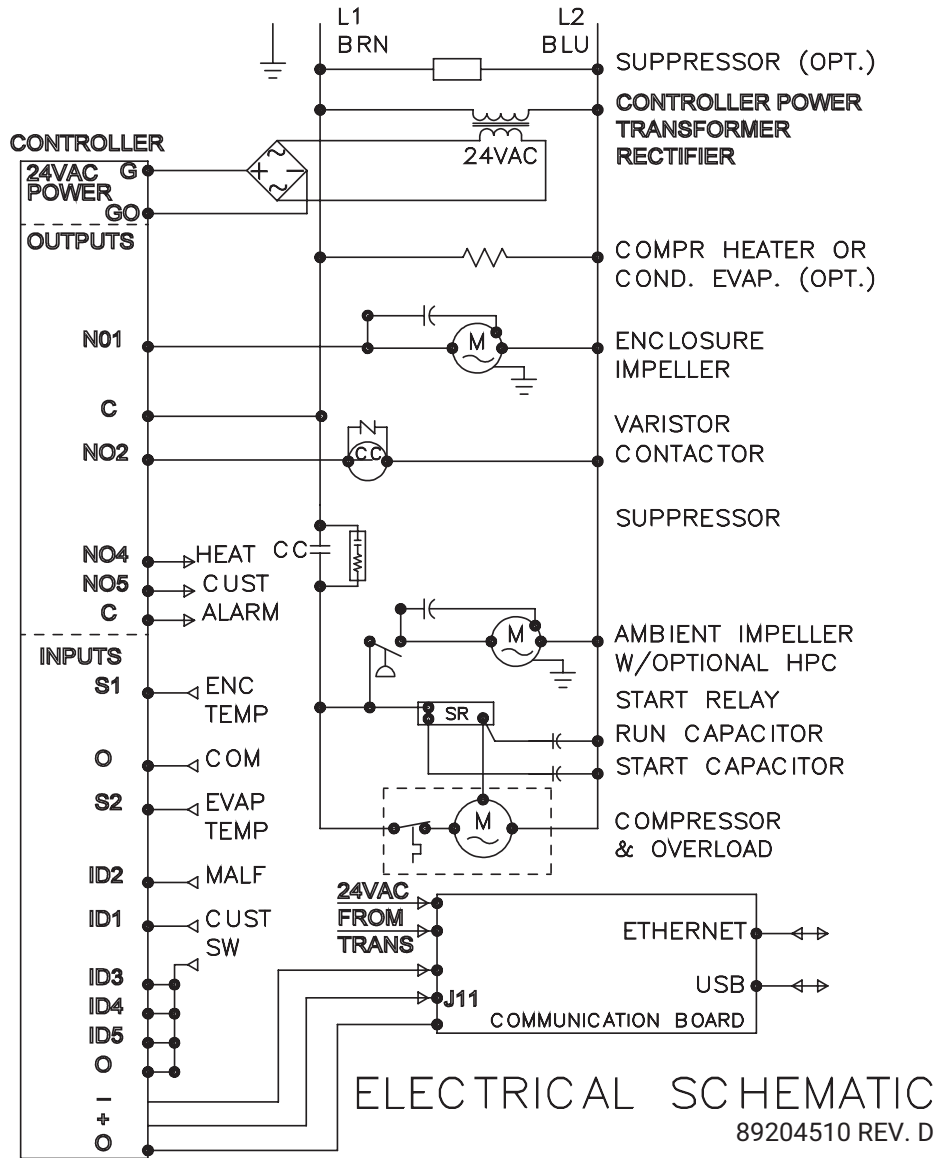 L1
BRN
L2
BLU
SUPPRESSOR (OPT.)
CONTROLLER POWER
TRANSFORMER
RECTIFIER
24VAC
CONTROLLER
24VAC
POWER
G
GO
+
-
OUTPUTS
COMPR HEATER OR
COND. EVAP. (OPT.)
N01
M
ENCLOSURE
IMPELLER
C
VARISTOR
NO2
CC
CONTACTOR
SUPPRESSOR
CC
NO4
HEAT
NO5
CUST
C
ALARM
INPUTS
M
AMBIENT IMPELLER
W/OPTIONAL HPC
S1
ENC
TEMP
START RELAY
SR
RUN CAPACITOR
O
COM
START CAPACITOR
S2
EVAP
TEMP
M
COMPRESSOR
& OVERLOAD
ID2
MALF
ID1
CUST
SW
24VAC
FROM
TRANS
ETHERNET
USB
J11
COMMUNICATION BOARD
ID3
ID4
ID5
O
-
+
O
ELECTRICAL SCHEMATIC
89204510 REV. D